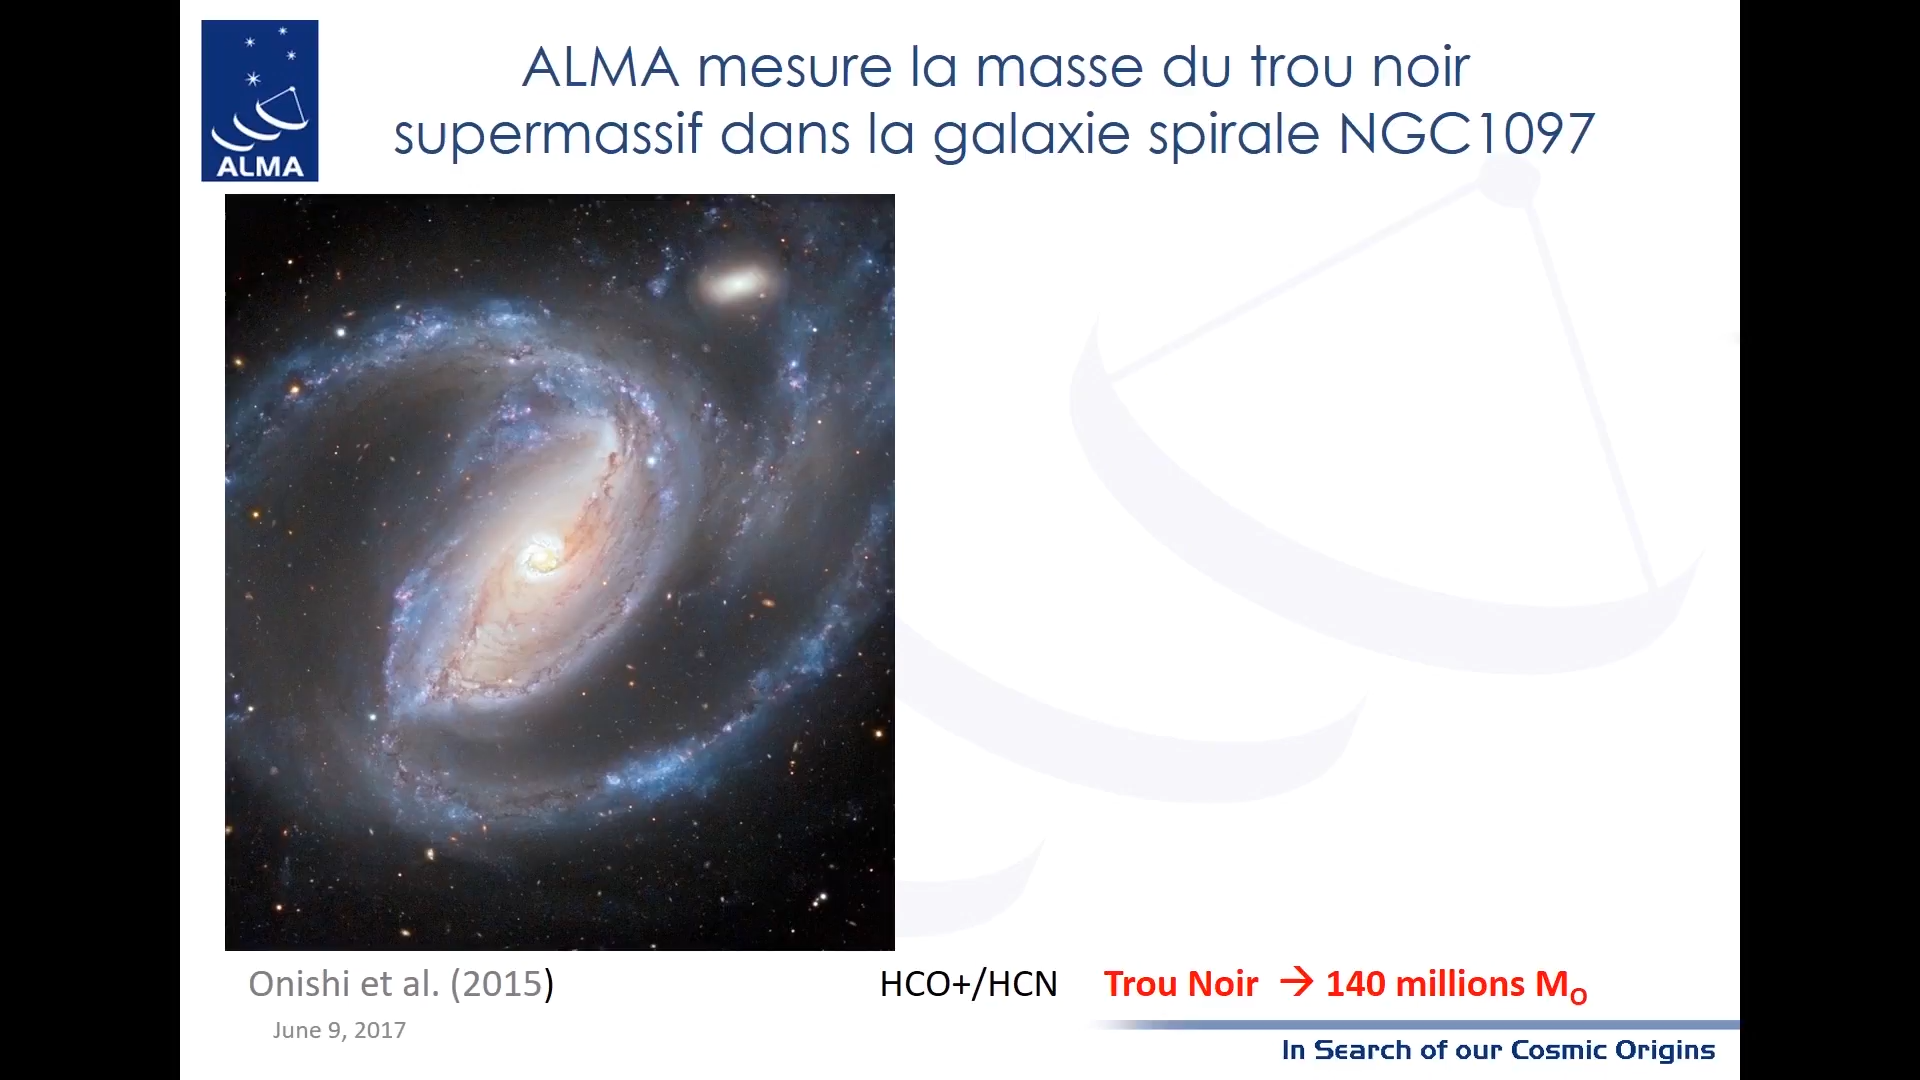 ALMA
ALMA mesure la masse du trou noir
supermassif dans la galaxie spirale NGC1097
Onishi et al. (2015)
HCO+/HCN
Trou Noir → 140 millions MO
June 9, 2017
In Search of our Cosmic Origins